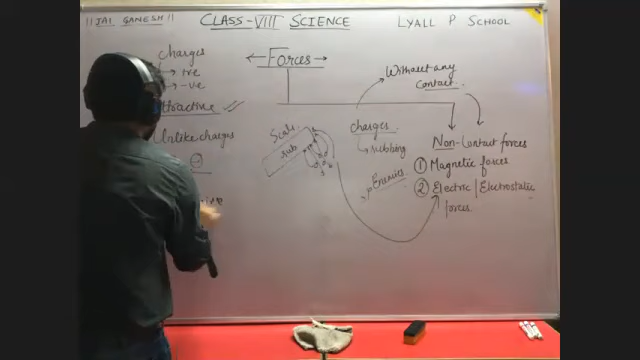 ||JAI GANESH||
CLASS-VIII SCIENCE
LYALL P SCHOOL
Charges
→ +ve
→ -ve
Attractive
Unlike charges
Forces
Without any
Contact
Scale
rub
charges
rubbing
Non-Contact forces
① Magnetic forces
② Electric | Electrostatic
forces